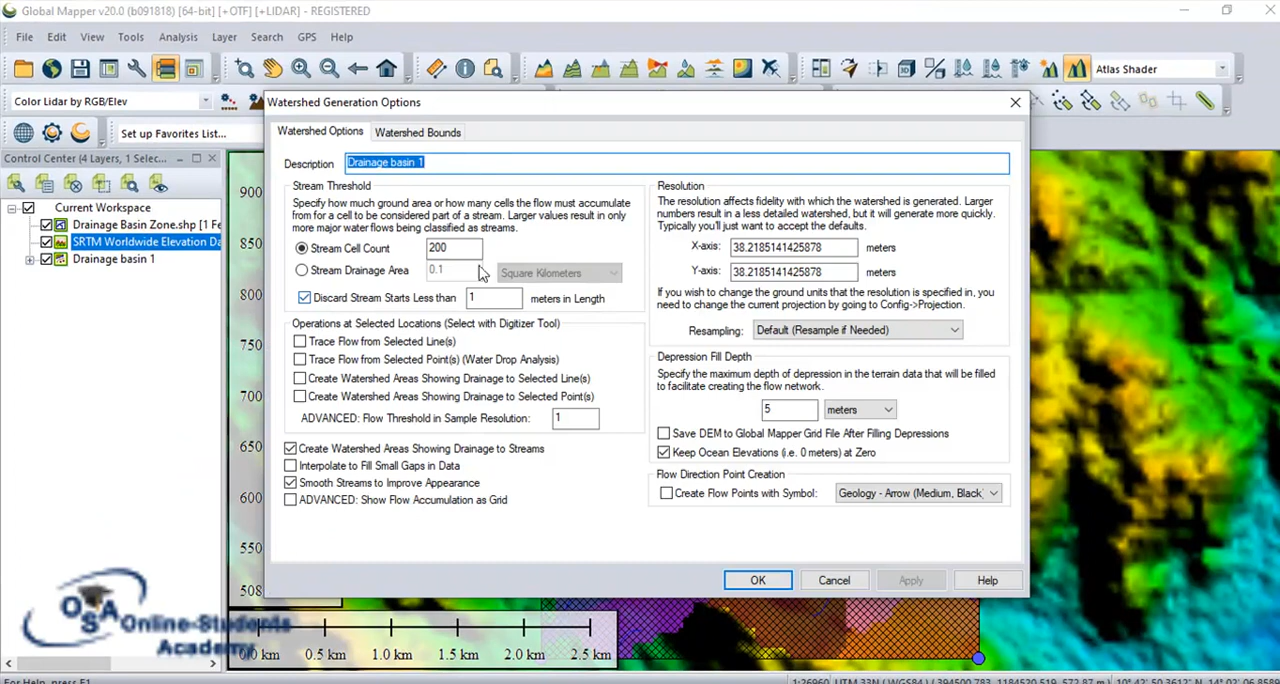 Global Mapper v20.0 (b091818) [64-bit] [+OTF] [+LIDAR] - REGISTERED
File Edit View Tools Analysis Layer Search GPS Help
Atlas Shader
Color Lidar by RGB/Elev
Set up Favorites List...
Control Center (4 Layers, 1 Selec...
Current Workspace
Drainage Basin Zone.shp [1 Fe
SRTM Worldwide Elevation Da
Drainage basin 1
Watershed Generation Options
Watershed Options Watershed Bounds
Description Drainage basin 1
Stream Threshold
Specify how much ground area or how many cells the flow must accumulate
from for a cell to be considered part of a stream. Larger values result in only
more major water flows being classified as streams.
Stream Cell Count 200
Stream Drainage Area 0.1 Square Kilometers
Discard Stream Starts Less than 1 meters in Length
Operations at Selected Locations (Select with Digitizer Tool)
Trace Flow from Selected Line(s)
Trace Flow from Selected Point(s) (Water Drop Analysis)
Create Watershed Areas Showing Drainage to Selected Line(s)
Create Watershed Areas Showing Drainage to Selected Point(s)
ADVANCED: Flow Threshold in Sample Resolution: 1
Create Watershed Areas Showing Drainage to Streams
Interpolate to Fill Small Gaps in Data
Smooth Streams to Improve Appearance
ADVANCED: Show Flow Accumulation as Grid
Resolution
The resolution affects fidelity with which the watershed is generated. Larger
numbers result in a less detailed watershed, but it will generate more quickly.
Typically you'll just want to accept the defaults.
X-axis: 38.2185141425878 meters
Y-axis: 38.2185141425878 meters
If you wish to change the ground units that the resolution is specified in, you
need to change the current projection by going to Config->Projection.
Resampling: Default (Resample if Needed)
Depression Fill Depth
Specify the maximum depth of depression in the terrain data that will be filled
to facilitate creating the flow network.
5 meters
Save DEM to Global Mapper Grid File After Filling Depressions
Keep Ocean Elevations (i.e. 0 meters) at Zero
Flow Direction Point Creation
Create Flow Points with Symbol: Geology - Arrow (Medium, Black)
OK Cancel Apply Help
900
850
800
750
700
650
600
550
508
OSA Online-Students
Academy
0.0 km 0.5 km 1.0 km 1.5 km 2.0 km 2.5 km
For Help, press F1
1:26960 UTM 33N ( WGS84 ) ( 394500.783, 1184520.519, 572.87 m )